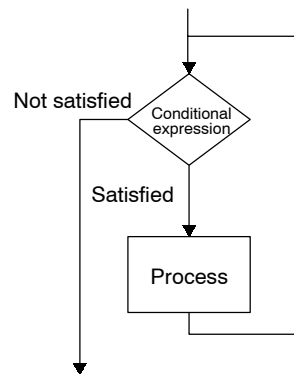 Not satisfied
Conditional
expression
Satisfied
Process